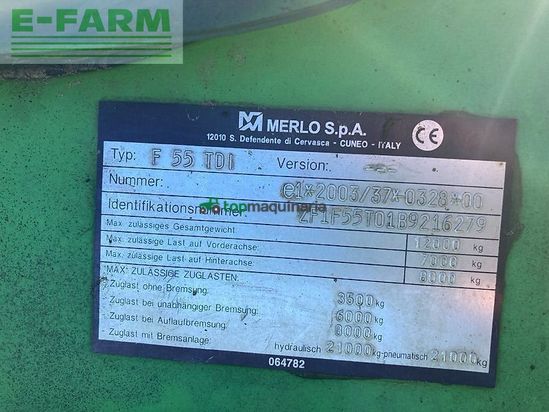 E-FARM
MERLO S.p.A.
12010 S. Defendente di Cervasca - CUNEO - ITALY
CE
Typ: F 55 TDI Version:
Nummer: e1*2003/37*0328*00
Identifikationsnummer: ZF1F55T01B9216279
topmaquinaria
Max. zulässiges Gesamtgewicht: 12000 kg
Max. zulässige Last auf Vorderachse: 7000 kg
Max. zulässige Last auf Hinterachse: 8000 kg
MAX. ZULÄSSIGE ZUGLASTEN:
Zuglast ohne Bremsung: 3500 kg
Zuglast bei unabhängiger Bremsung: 6000 kg
Zuglast bei Auflaufbremsung: 8000 kg
Zuglast mit Bremsanlage: hydraulisch 21000 kg-pneumatisch 21000 kg
064782